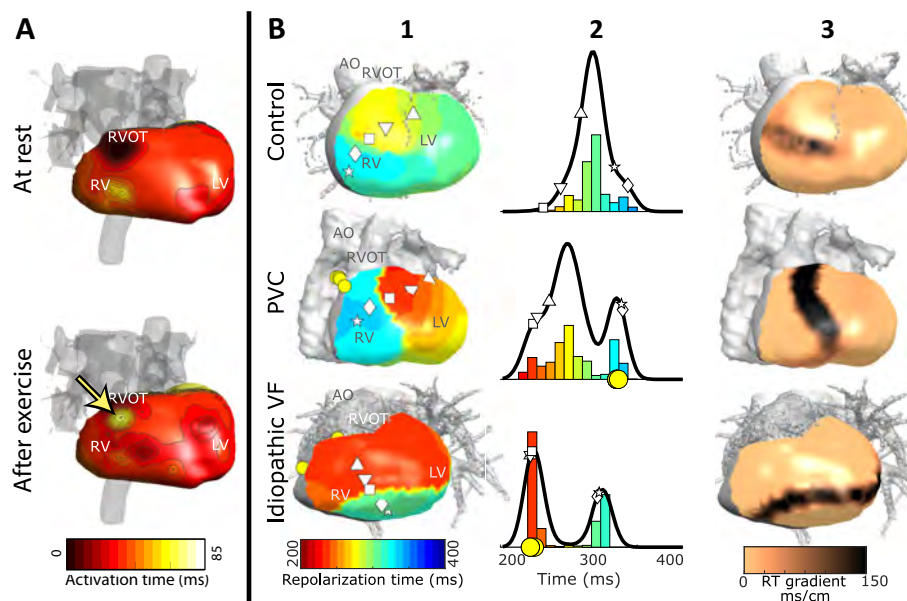 A
At rest
RVOT
RV
LV
After exercise
RVOT
RV
LV
0
85
Activation time (ms)
B
1
2
3
Control
AO
RVOT
LV
RV
PVC
AO
RVOT
LV
RV
Idiopathic VF
AO
RVOT
LV
RV
200
400
Repolarization time (ms)
200
300
400
Time (ms)
0
150
RT gradient
ms/cm